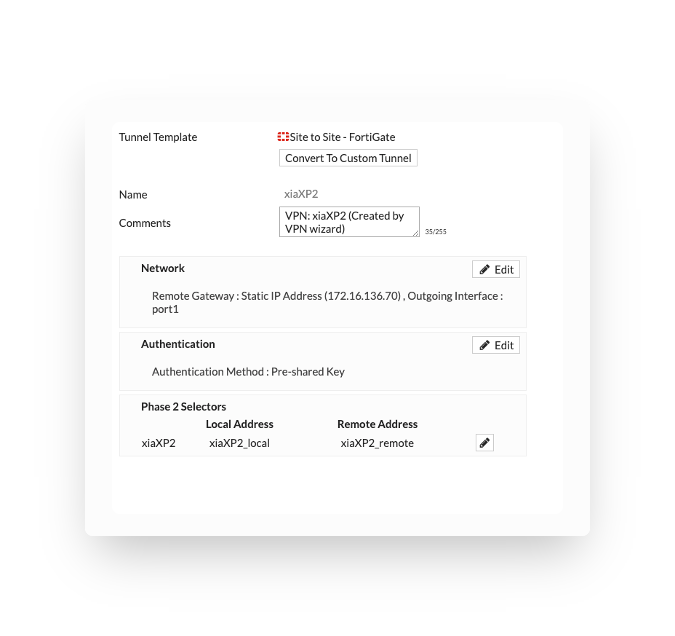 Tunnel Template
Site to Site - FortiGate
Convert To Custom Tunnel
Name
xiaXP2
Comments
VPN: xiaXP2 (Created by
VPN wizard)
35/255
Network
Edit
Remote Gateway : Static IP Address (172.16.136.70) , Outgoing Interface :
port1
Authentication
Edit
Authentication Method : Pre-shared Key
Phase 2 Selectors
Local Address Remote Address
xiaXP2 xiaXP2_local xiaXP2_remote